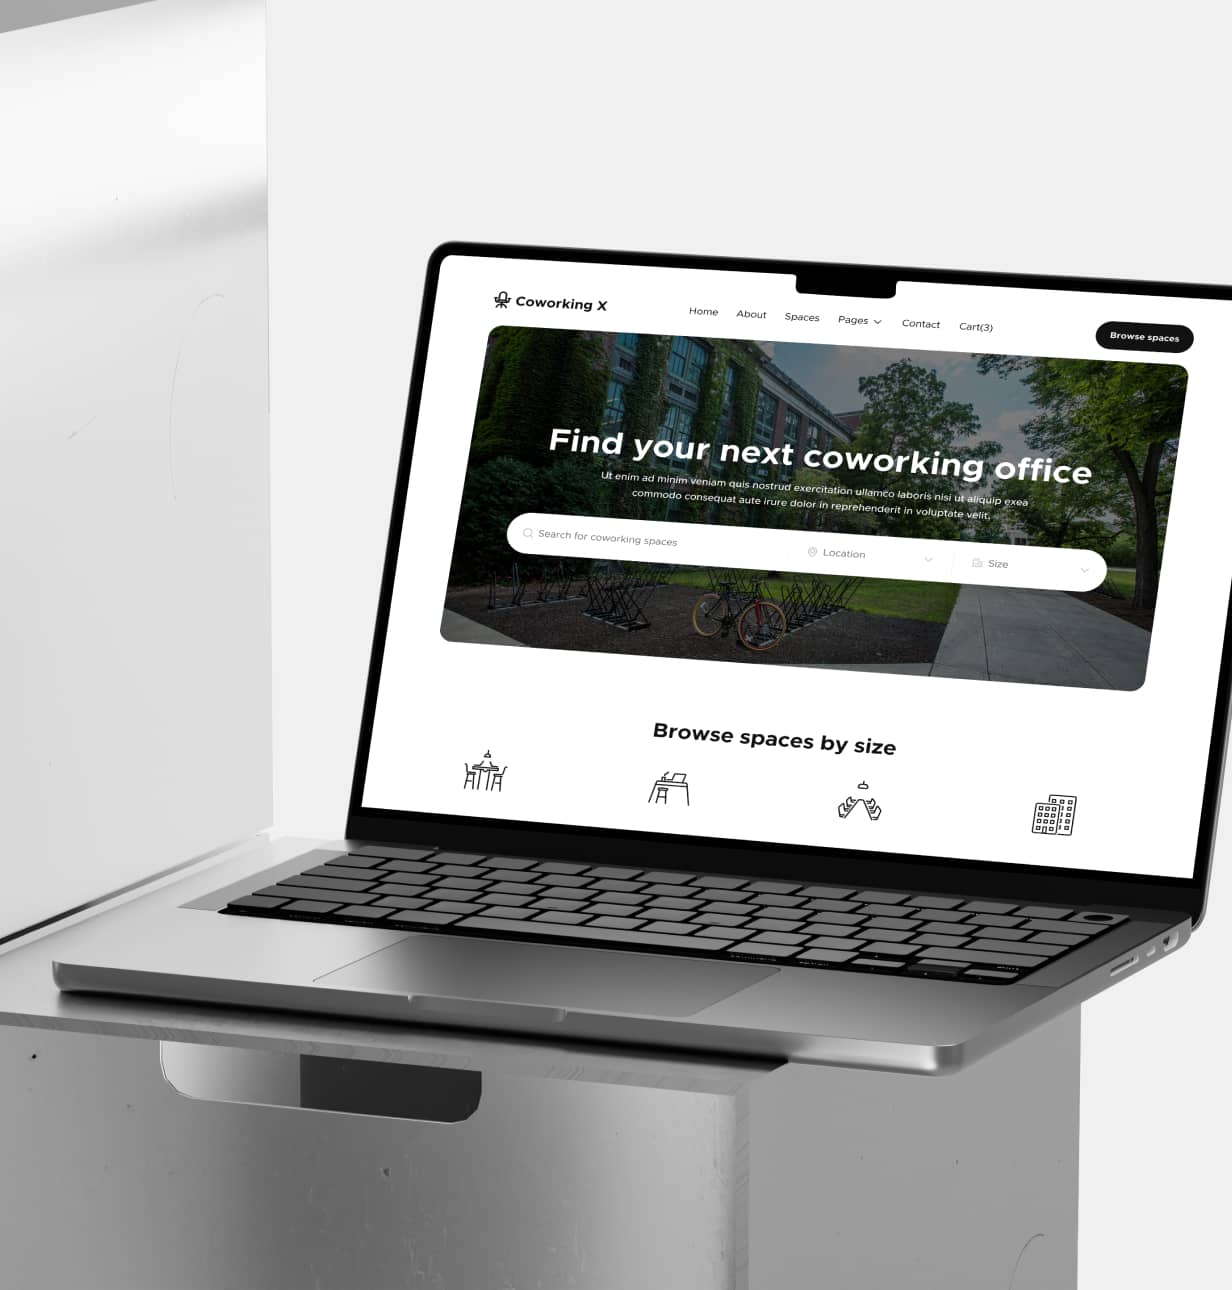 Coworking X
Home About Spaces Pages Contact Cart(3)
Browse spaces
Find your next coworking office
Ut enim ad minim veniam quis nostrud exercitation ullamco laboris nisi ut aliquip exea
commodo consequat aute irure dolor in reprehenderit in voluptate velit.
Search for coworking spaces
Location
Size
Browse spaces by size